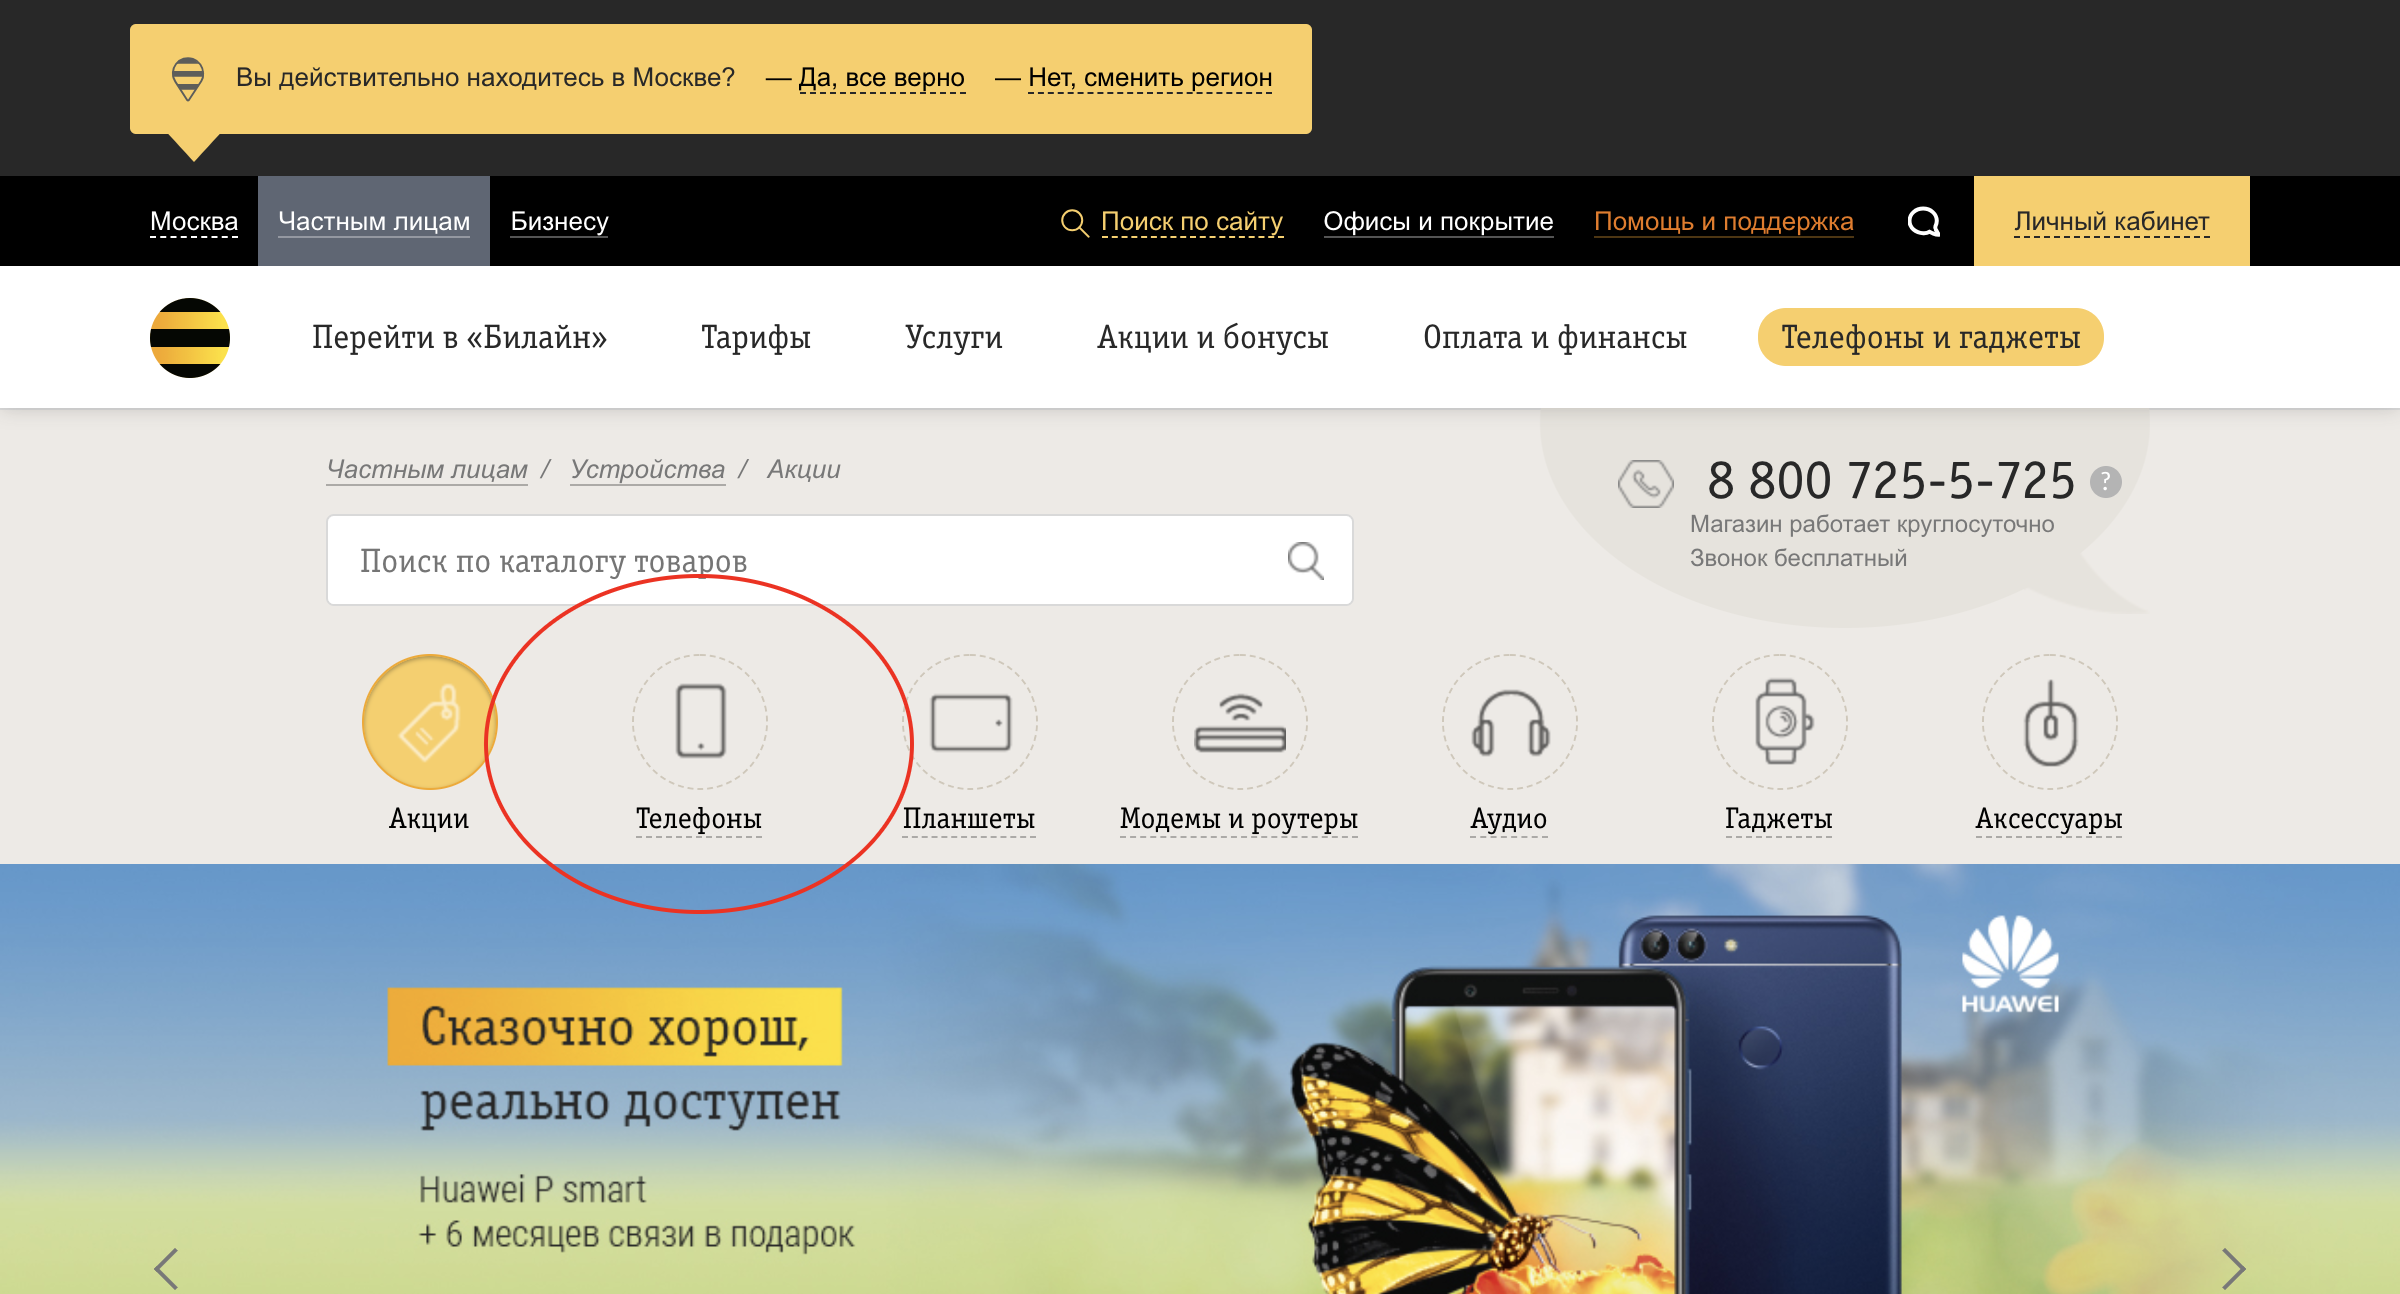 Вы действительно находитесь в Москве? — Да, все верно — Нет, сменить регион
Москва Частным лицам Бизнесу Поиск по сайту Офисы и покрытие Помощь и поддержка Личный кабинет
Перейти в «Билайн» Тарифы Услуги Акции и бонусы Оплата и финансы Телефоны и гаджеты
Частным лицам / Устройства / Акции
8 800 725-5-725 ?
Магазин работает круглосуточно
Звонок бесплатный
Поиск по каталогу товаров
Акции Телефоны Планшеты Модемы и роутеры Аудио Гаджеты Аксессуары
HUAWEI
Сказочно хорош,
реально доступен
Huawei P smart
+ 6 месяцев связи в подарок